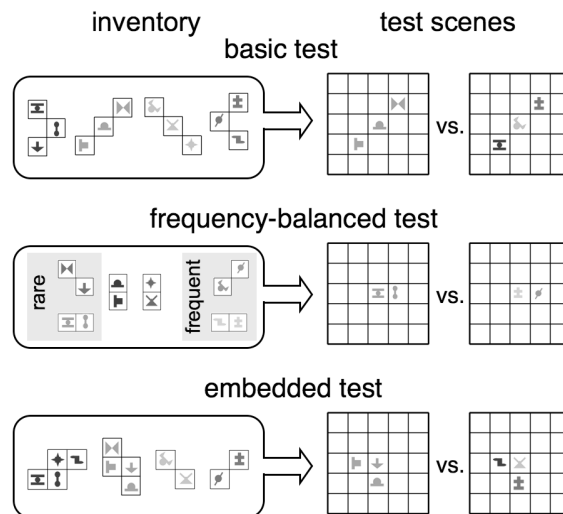 inventory
test scenes
basic test
vs.
frequency-balanced test
rare
frequent
vs.
embedded test
vs.